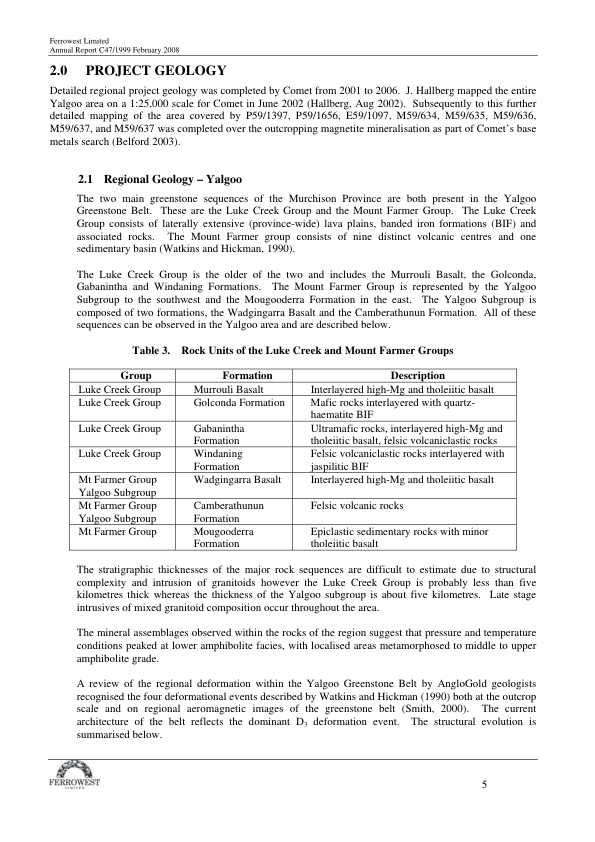 Ferrowest Limited
Annual Report C47/1999 February 2008
2.0 PROJECT GEOLOGY
Detailed regional project geology was completed by Comet from 2001 to 2006. J. Hallberg mapped the entire
Yalgoo area on a 1:25,000 scale for Comet in June 2002 (Hallberg, Aug 2002). Subsequently to this further
detailed mapping of the area covered by P59/1397, P59/1656, E59/1097, M59/634, M59/635, M59/636,
M59/637, and M59/637 was completed over the outcropping magnetite mineralisation as part of Comet's base
metals search (Belford 2003).
2.1 Regional Geology – Yalgoo
The two main greenstone sequences of the Murchison Province are both present in the Yalgoo
Greenstone Belt. These are the Luke Creek Group and the Mount Farmer Group. The Luke Creek
Group consists of laterally extensive (province-wide) lava plains, banded iron formations (BIF) and
associated rocks. The Mount Farmer group consists of nine distinct volcanic centres and one
sedimentary basin (Watkins and Hickman, 1990).
The Luke Creek Group is the older of the two and includes the Murrouli Basalt, the Golconda,
Gabanintha and Windaning Formations. The Mount Farmer Group is represented by the Yalgoo
Subgroup to the southwest and the Mougooderra Formation in the east. The Yalgoo Subgroup is
composed of two formations, the Wadgingarra Basalt and the Camberathunun Formation. All of these
sequences can be observed in the Yalgoo area and are described below.
Table 3. Rock Units of the Luke Creek and Mount Farmer Groups
Group Formation Description
Luke Creek Group Murrouli Basalt Interlayered high-Mg and tholeiitic basalt
Luke Creek Group Golconda Formation Mafic rocks interlayered with quartz-
haematite BIF
Luke Creek Group Gabanintha Ultramafic rocks, interlayered high-Mg and
Formation tholeiitic basalt, felsic volcaniclastic rocks
Luke Creek Group Windaning Felsic volcaniclastic rocks interlayered with
Formation jaspilitic BIF
Mt Farmer Group Wadgingarra Basalt Interlayered high-Mg and tholeiitic basalt
Yalgoo Subgroup
Mt Farmer Group Camberathunun Felsic volcanic rocks
Yalgoo Subgroup Formation
Mt Farmer Group Mougooderra Epiclastic sedimentary rocks with minor
Formation tholeiitic basalt
The stratigraphic thicknesses of the major rock sequences are difficult to estimate due to structural
complexity and intrusion of granitoids however the Luke Creek Group is probably less than five
kilometres thick whereas the thickness of the Yalgoo subgroup is about five kilometres. Late stage
intrusives of mixed granitoid composition occur throughout the area.
The mineral assemblages observed within the rocks of the region suggest that pressure and temperature
conditions peaked at lower amphibolite facies, with localised areas metamorphosed to middle to upper
amphibolite grade.
A review of the regional deformation within the Yalgoo Greenstone Belt by AngloGold geologists
recognised the four deformational events described by Watkins and Hickman (1990) both at the outcrop
scale and on regional aeromagnetic images of the greenstone belt (Smith, 2000). The current
architecture of the belt reflects the dominant D₃ deformation event. The structural evolution is
summarised below.
FERROWEST
LIMITED
5